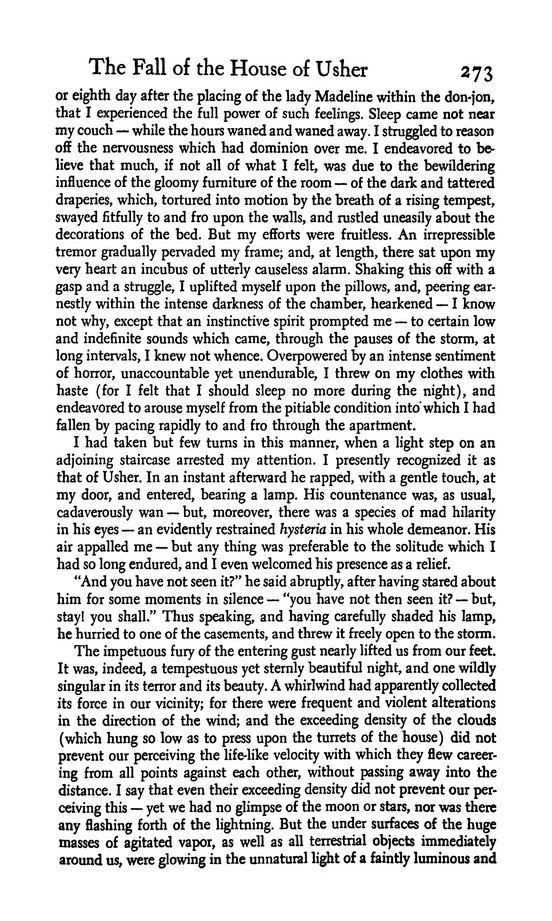 The Fall of the House of Usher 273
or eighth day after the placing of the lady Madeline within the don-jon,
that I experienced the full power of such feelings. Sleep came not near
my couch — while the hours waned and waned away. I struggled to reason
off the nervousness which had dominion over me. I endeavored to be-
lieve that much, if not all of what I felt, was due to the bewildering
influence of the gloomy furniture of the room — of the dark and tattered
draperies, which, tortured into motion by the breath of a rising tempest,
swayed fitfully to and fro upon the walls, and rustled uneasily about the
decorations of the bed. But my efforts were fruitless. An irrepressible
tremor gradually pervaded my frame; and, at length, there sat upon my
very heart an incubus of utterly causeless alarm. Shaking this off with a
gasp and a struggle, I uplifted myself upon the pillows, and, peering ear-
nestly within the intense darkness of the chamber, hearkened — I know
not why, except that an instinctive spirit prompted me — to certain low
and indefinite sounds which came, through the pauses of the storm, at
long intervals, I knew not whence. Overpowered by an intense sentiment
of horror, unaccountable yet unendurable, I threw on my clothes with
haste (for I felt that I should sleep no more during the night), and
endeavored to arouse myself from the pitiable condition into which I had
fallen by pacing rapidly to and fro through the apartment.
I had taken but few turns in this manner, when a light step on an
adjoining staircase arrested my attention. I presently recognized it as
that of Usher. In an instant afterward he rapped, with a gentle touch, at
my door, and entered, bearing a lamp. His countenance was, as usual,
cadaverously wan — but, moreover, there was a species of mad hilarity
in his eyes — an evidently restrained hysteria in his whole demeanor. His
air appalled me — but any thing was preferable to the solitude which I
had so long endured, and I even welcomed his presence as a relief.
"And you have not seen it?" he said abruptly, after having stared about
him for some moments in silence — "you have not then seen it? — but,
stay! you shall." Thus speaking, and having carefully shaded his lamp,
he hurried to one of the casements, and threw it freely open to the storm.
The impetuous fury of the entering gust nearly lifted us from our feet.
It was, indeed, a tempestuous yet sternly beautiful night, and one wildly
singular in its terror and its beauty. A whirlwind had apparently collected
its force in our vicinity; for there were frequent and violent alterations
in the direction of the wind; and the exceeding density of the clouds
(which hung so low as to press upon the turrets of the house) did not
prevent our perceiving the life-like velocity with which they flew career-
ing from all points against each other, without passing away into the
distance. I say that even their exceeding density did not prevent our per-
ceiving this — yet we had no glimpse of the moon or stars, nor was there
any flashing forth of the lightning. But the under surfaces of the huge
masses of agitated vapor, as well as all terrestrial objects immediately
around us, were glowing in the unnatural light of a faintly luminous and